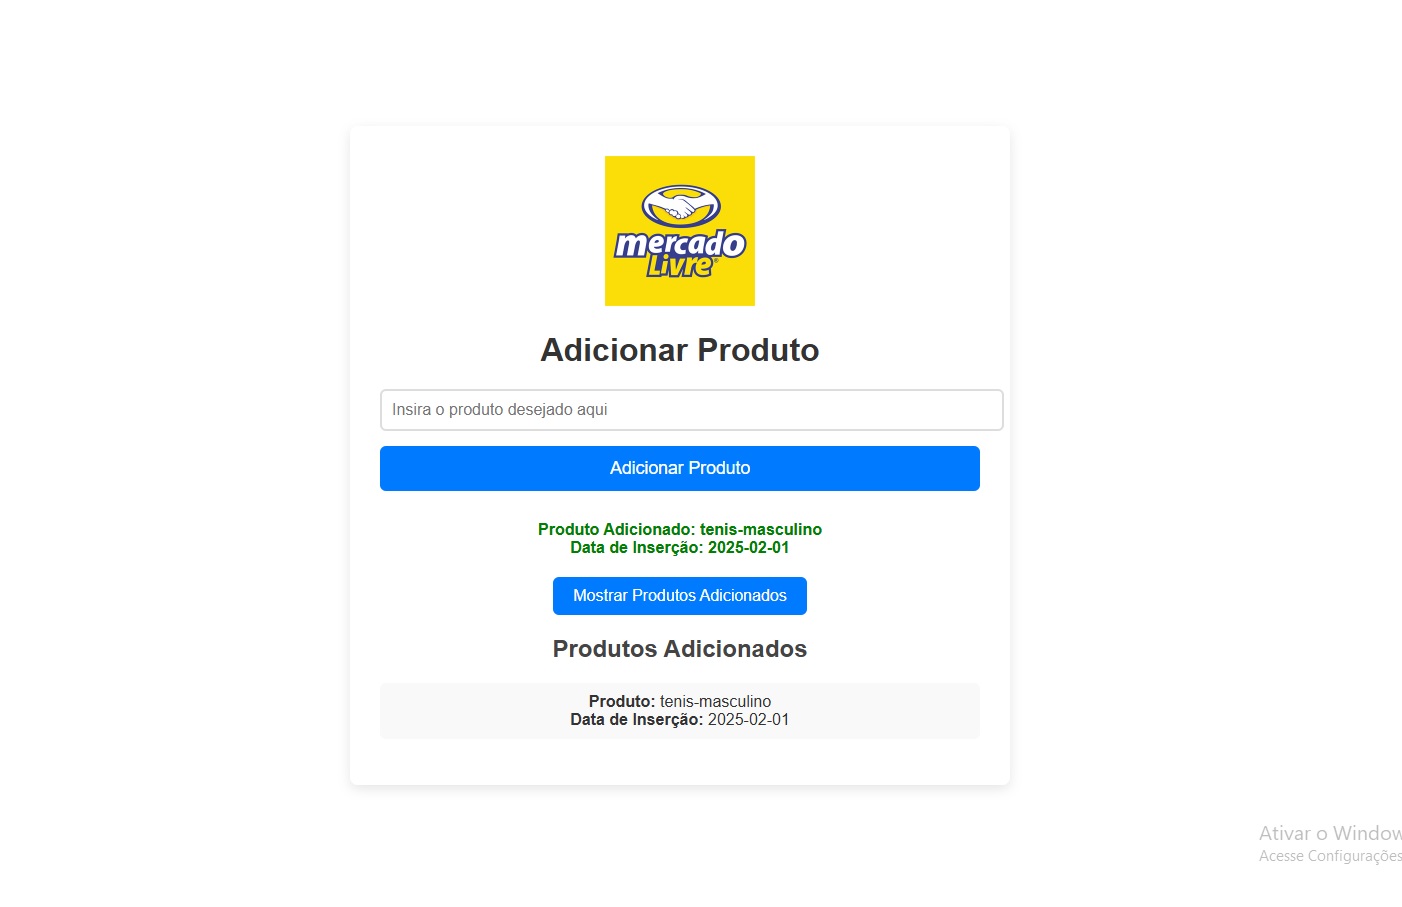 mercado
Livre®
Adicionar Produto
Insira o produto desejado aqui
Adicionar Produto
Produto Adicionado: tenis-masculino
Data de Inserção: 2025-02-01
Mostrar Produtos Adicionados
Produtos Adicionados
Produto: tenis-masculino
Data de Inserção: 2025-02-01
Ativar o Window
Acesse Configurações